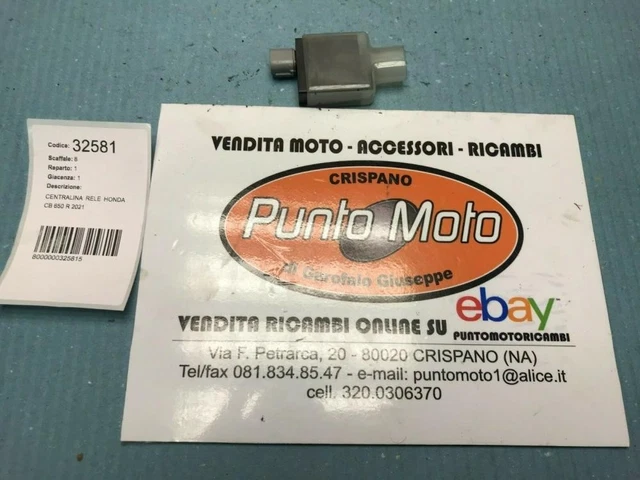 Codice: 32581
Scaffale: 6
Reparto: 1
Giacenza: 1
Descrizione:
CENTRALINA RELE HONDA
CB 650 R 2021
8000000325815
VENDITA MOTO - ACCESSORI - RICAMBI
CRISPANO
Punto Moto
di Garofalo Giuseppe
VENDITA RICAMBI ONLINE SU
ebay
PUNTOMOTORICAMBI
Via F. Petrarca, 20 - 80020 CRISPANO (NA)
Tel/fax 081.834.85.47 - e-mail: puntomoto1@alice.it
cell. 320.0306370